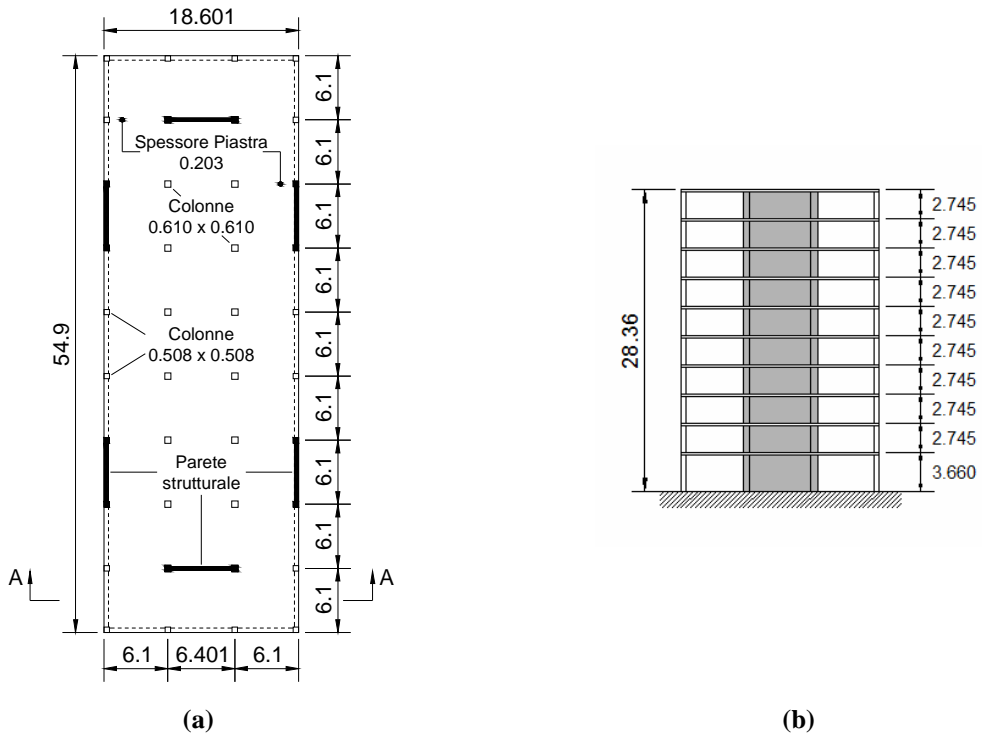 18.601
6.1
6.1
6.1
6.1
6.1
6.1
6.1
6.1
6.1
54.9
Spessore Piastra
0.203
Colonne
0.610 x 0.610
Colonne
0.508 x 0.508
Parete
strutturale
A
A
6.1
6.401
6.1
(a)
28.36
2.745
2.745
2.745
2.745
2.745
2.745
2.745
2.745
2.745
3.660
(b)